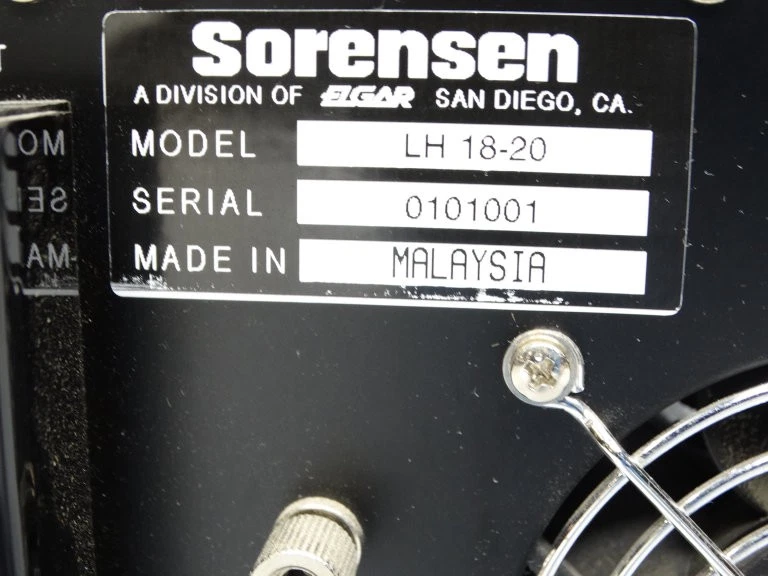 Sorensen
A DIVISION OF ELGAR SAN DIEGO, CA.
MODEL LH 18-20
SERIAL 0101001
MADE IN MALAYSIA